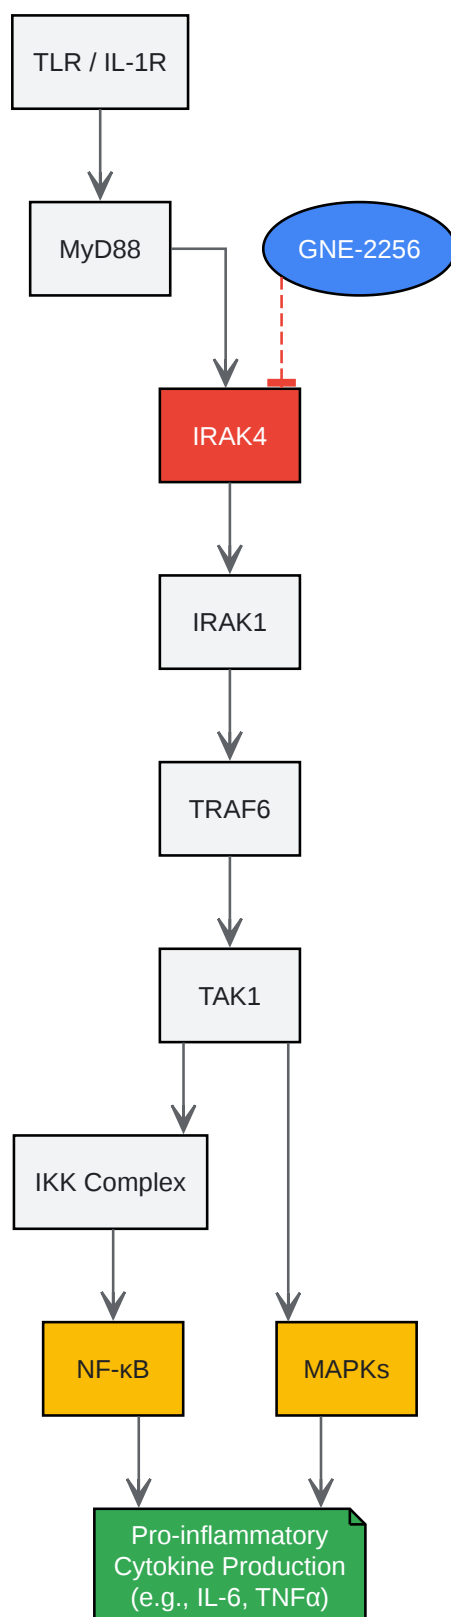 TLR / IL-1R
MyD88
GNE-2256
IRAK4
IRAK1
TRAF6
TAK1
IKK Complex
NF-κB
MAPKs
Pro-inflammatory
Cytokine Production
(e.g., IL-6, TNFα)